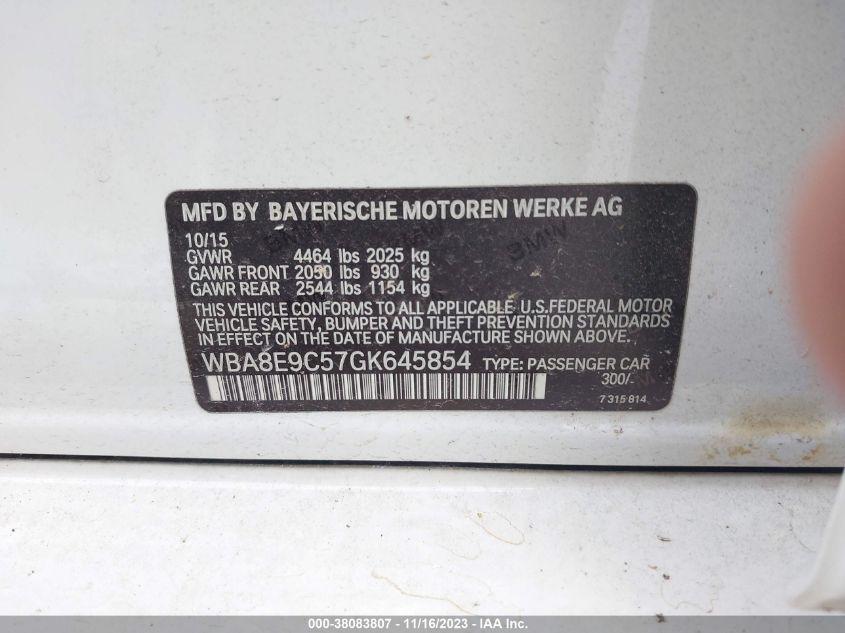 MFD BY BAYERISCHE MOTOREN WERKE AG
10/15
GVWR 4464 lbs 2025 kg
GAWR FRONT 2050 lbs 930 kg
GAWR REAR 2544 lbs 1154 kg
THIS VEHICLE CONFORMS TO ALL APPLICABLE U.S.FEDERAL MOTOR
VEHICLE SAFETY, BUMPER AND THEFT PREVENTION STANDARDS
IN EFFECT ON THE DATE OF MANUFACTURE SHOWN ABOVE.
WBA8E9C57GK645854 TYPE: PASSENGER CAR
300/-
7 315 814
BMW
000-38083807 - 11/16/2023 - IAA Inc.